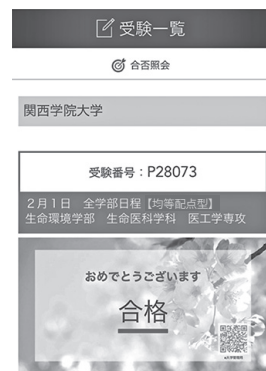 受験一覧
合否照会
関西学院大学
受験番号：P28073
2月1日　全学部日程【均等配点型】
生命環境学部　生命医科学科　医工学専攻
おめでとうございます
合格